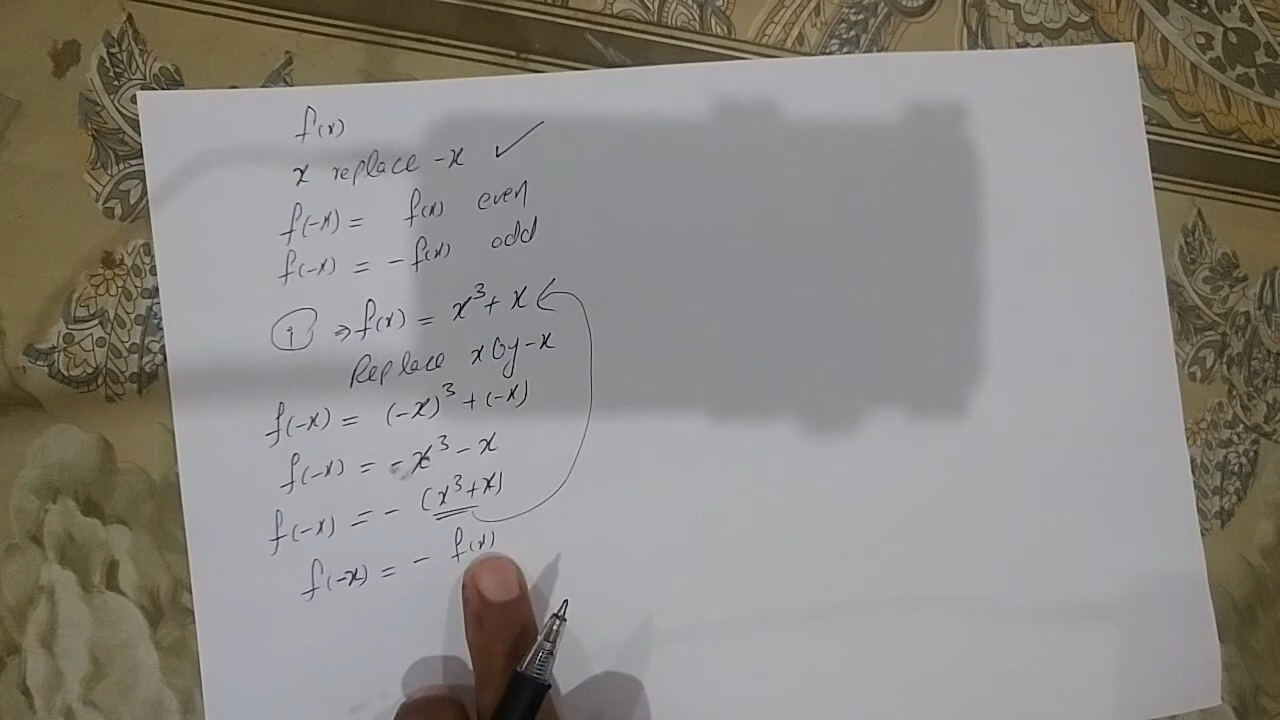 f(x)
x replace -x ✓
f(-x) = f(x) even
f(-x) = -f(x) odd
(i) ⇒ f(x) = x³ + x
Replace x by -x
f(-x) = (-x)³ + (-x)
f(-x) = -x³ - x
f(-x) = - (x³+x)
f(-x) = - f(x)